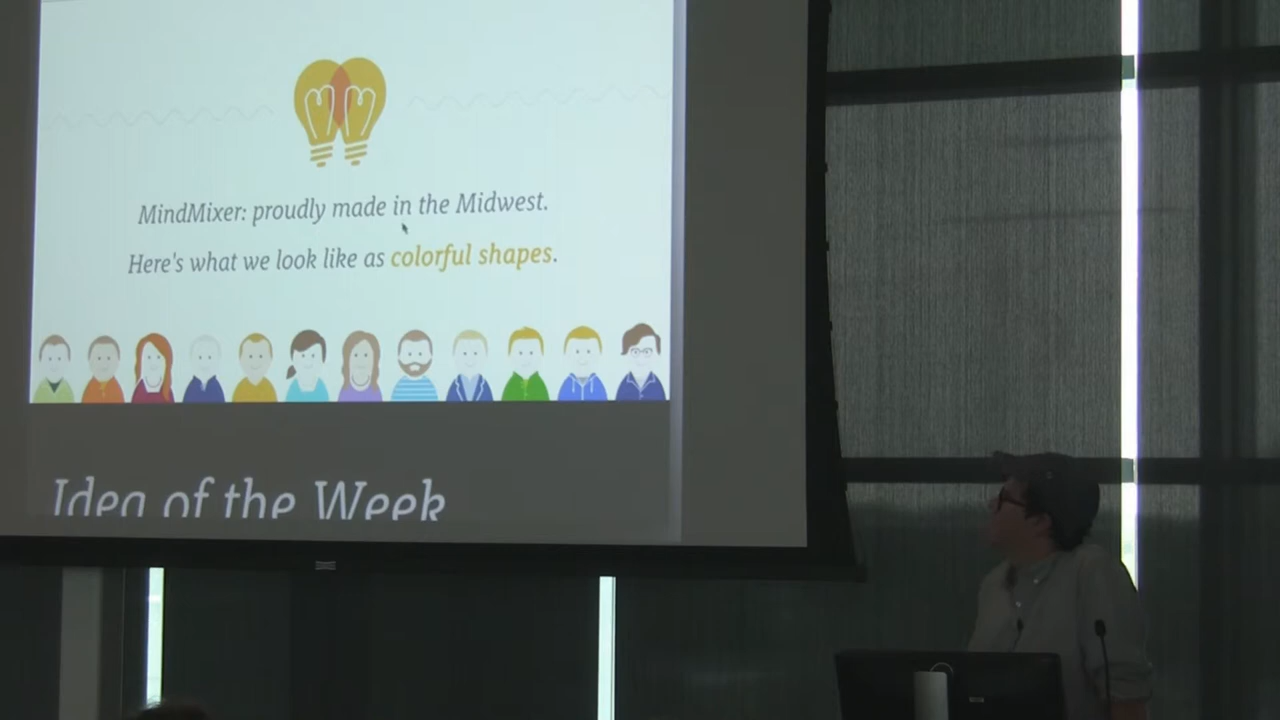 MindMixer: proudly made in the Midwest.
Here's what we look like as colorful shapes.
Idea of the Week